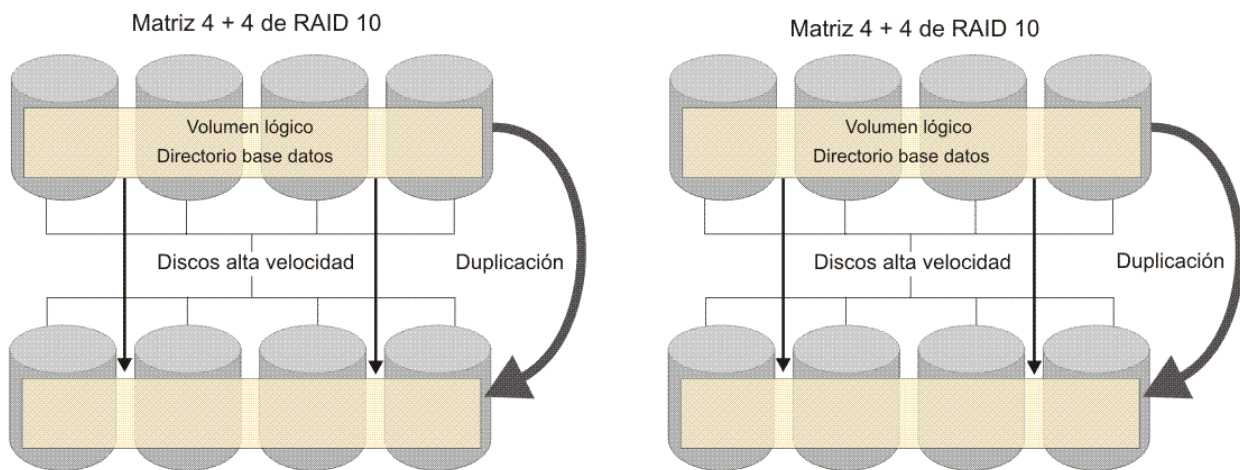 Matriz 4 + 4 de RAID 10
Volumen lógico
Directorio base datos
Discos alta velocidad
Duplicación
Matriz 4 + 4 de RAID 10
Volumen lógico
Directorio base datos
Discos alta velocidad
Duplicación